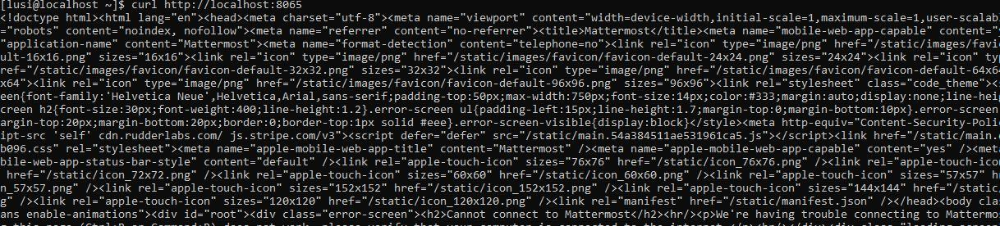 [lusi@localhost ~]$ curl http://localhost:8065
<!doctype html><html lang="en"><head><meta charset="utf-8"><meta name="viewport" content="width=device-width,initial-scale=1,maximum-scale=1,user-scalab
="robots" content="noindex, nofollow"><meta name="referrer" content="no-referrer"><title>Mattermost</title><meta name="mobile-web-app-capable" content="
"application-name" content="Mattermost"><meta name="format-detection" content="telephone=no"><link rel="icon" type="image/png" href="/static/images/favi
ult-16x16.png" sizes="16x16"><link rel="icon" type="image/png" href="/static/images/favicon/favicon-default-24x24.png" sizes="24x24"><link rel="icon" ty
ref="/static/images/favicon/favicon-default-32x32.png" sizes="32x32"><link rel="icon" type="image/png" href="/static/images/favicon/favicon-default-64x6
x64"><link rel="icon" type="image/png" href="/static/images/favicon/favicon-default-96x96.png" sizes="96x96"><link rel="stylesheet" class="code_theme"><s
een{font-family:'Helvetica Neue',Helvetica,Arial,sans-serif;padding-top:50px;max-width:750px;font-size:14px;color:#333;margin:auto;display:none;line-hei
creen h2{font-size:30px;font-weight:400;line-height:1.2}.error-screen ul{padding-left:15px;line-height:1.7;margin-top:0;margin-bottom:10px}.error-screen
argin-top:20px;margin-bottom:20px;border:0;border-top:1px solid #eee}.error-screen-visible{display:block}</style><meta http-equiv="Content-Security-Poli
ipt-src 'self' cdn.rudderlabs.com/ js.stripe.com/v3"><script defer="defer" src="/static/main.54a384511ae531961ca5.js"></script><link href="/static/main.
b096.css" rel="stylesheet"><meta name="apple-mobile-web-app-title" content="Mattermost" /><meta name="apple-mobile-web-app-capable" content="yes" /><met
bile-web-app-status-bar-style" content="default" /><link rel="apple-touch-icon" sizes="76x76" href="/static/icon_76x76.png" /><link rel="apple-touch-ico
 href="/static/icon_72x72.png" /><link rel="apple-touch-icon" sizes="60x60" href="/static/icon_60x60.png" /><link rel="apple-touch-icon" sizes="57x57" h
n_57x57.png" /><link rel="apple-touch-icon" sizes="152x152" href="/static/icon_152x152.png" /><link rel="apple-touch-icon" sizes="144x144" href="/static
g" /><link rel="apple-touch-icon" sizes="120x120" href="/static/icon_120x120.png" /><link rel="manifest" href="/static/manifest.json" /></head><body clas
ans enable-animations"><div id="root"><div class="error-screen"><h2>Cannot connect to Mattermost</h2><hr/><p>We're having trouble connecting to Mattermo